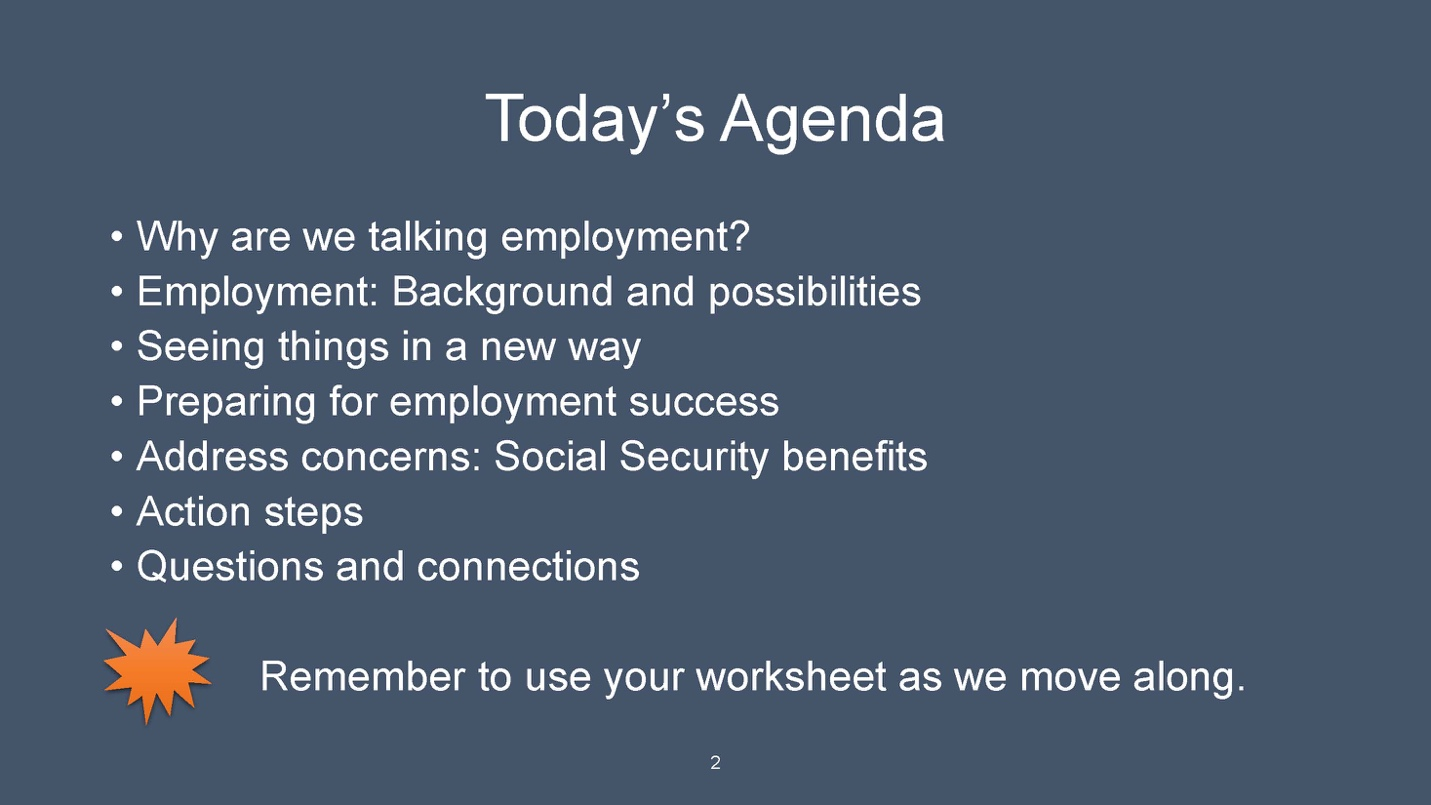 Today’s Agenda
• Why are we talking employment?
• Employment: Background and possibilities
• Seeing things in a new way
• Preparing for employment success
• Address concerns: Social Security benefits
• Action steps
• Questions and connections
Remember to use your worksheet as we move along.
2